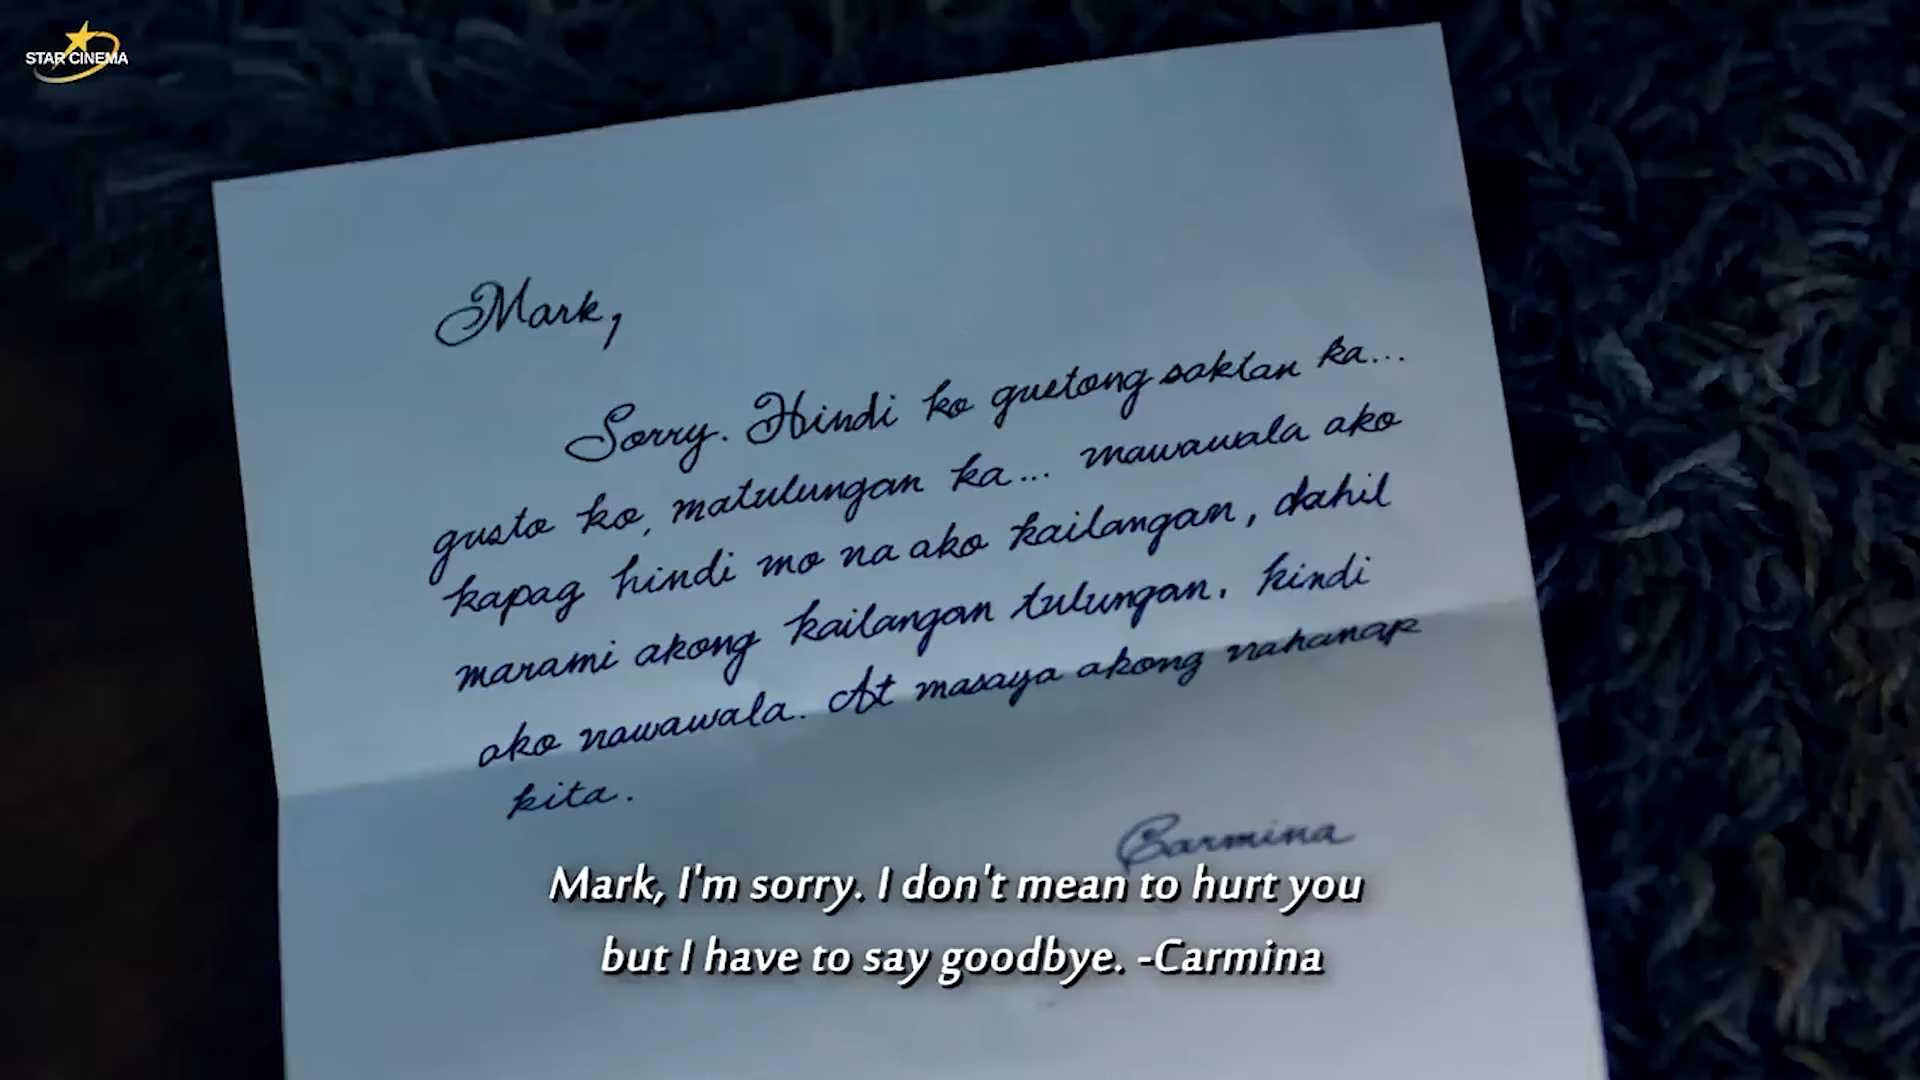 STAR CINEMA
Mark,
Sorry. Hindi ko gustong saktan ka...
gusto ko, matulungan ka... mawawala ako
kapag hindi mo na ako kailangan, dahil
marami akong kailangan tulungan. hindi
ako nawawala. At masaya akong nahanap
kita.
Carmina
Mark, I'm sorry. I don't mean to hurt you
but I have to say goodbye. -Carmina